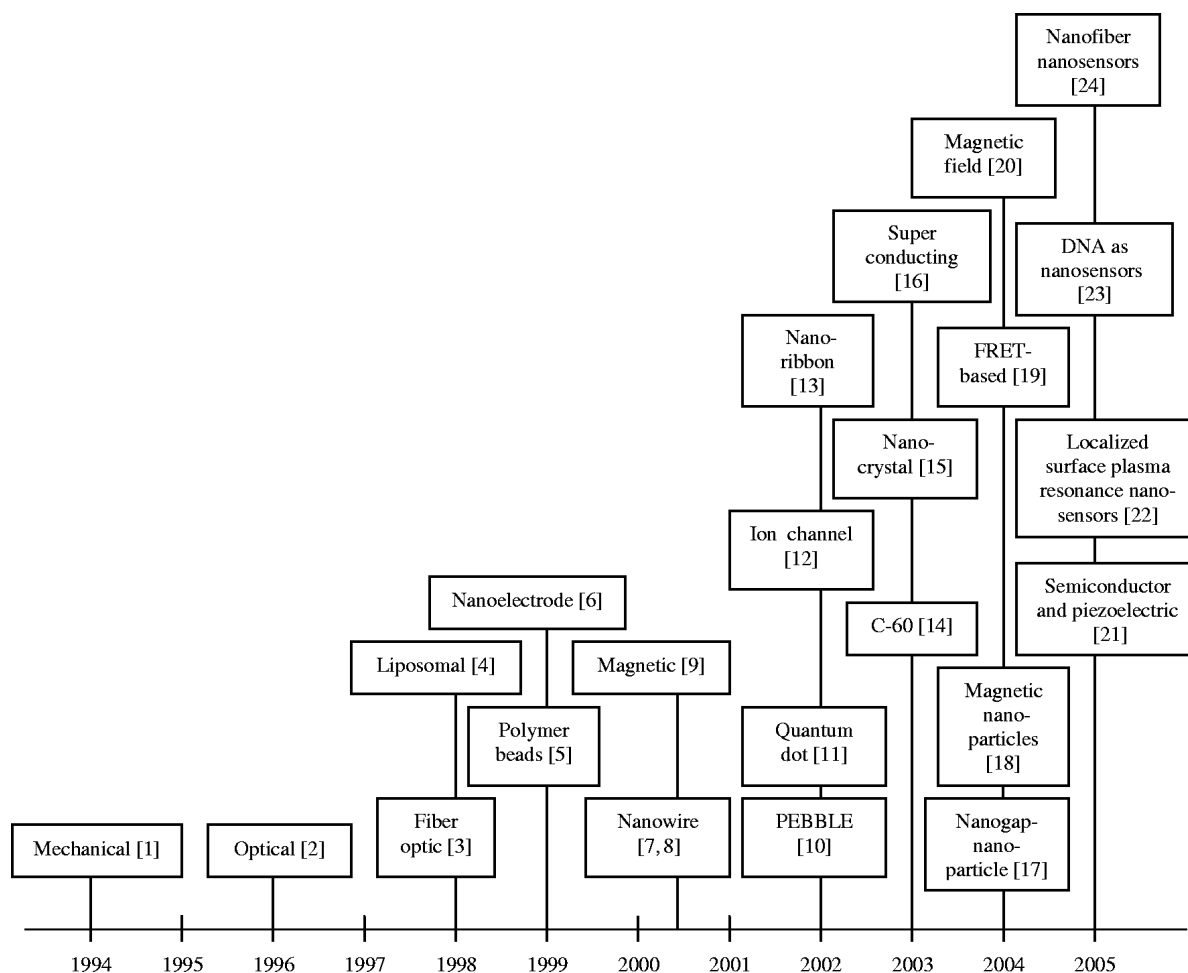 Nanofiber
nanosensors
[24]
Magnetic
field [20]
Super
conducting
[16]
DNA as
nanosensors
[23]
Nano-
ribbon
[13]
FRET-
based [19]
Nano-
crystal [15]
Localized
surface plasma
resonance nano-
sensors [22]
Ion channel
[12]
Nanoelectrode [6]
Semiconductor
and piezoelectric
[21]
C-60 [14]
Liposomal [4]
Magnetic [9]
Magnetic
nano-
particles
[18]
Polymer
beads [5]
Quantum
dot [11]
Mechanical [1]
Optical [2]
Fiber
optic [3]
Nanowire
[7, 8]
PEBBLE
[10]
Nanogap-
nano-
particle [17]
1994 1995 1996 1997 1998 1999 2000 2001 2002 2003 2004 2005